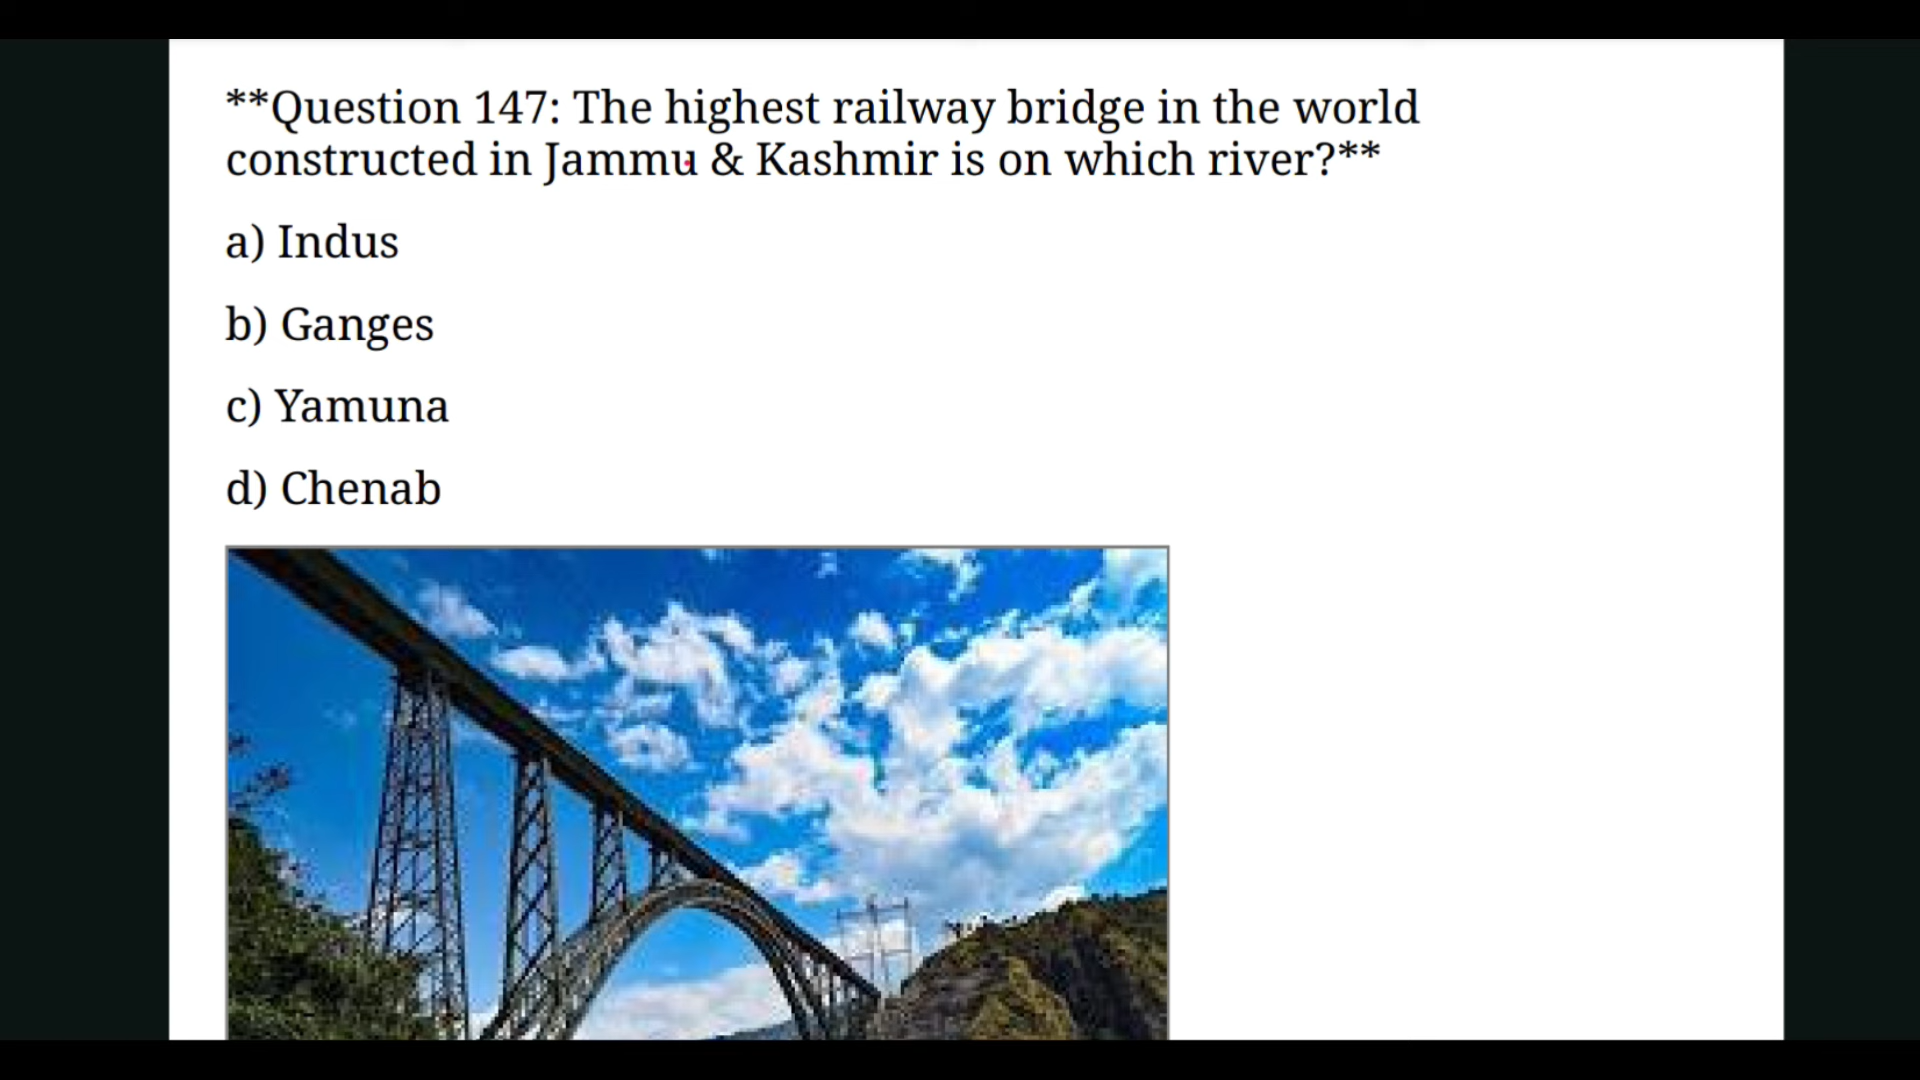 **Question 147: The highest railway bridge in the world
constructed in Jammu & Kashmir is on which river?**
a) Indus
b) Ganges
c) Yamuna
d) Chenab